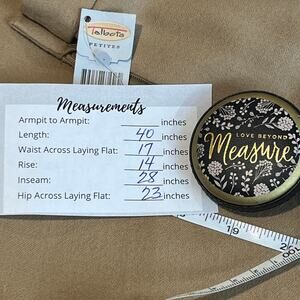 Talbots
PETITES
Measurements
Armpit to Armpit: ______ inches
Length: 40 inches
Waist Across Laying Flat: 17 inches
Rise: 14 inches
Inseam: 28 inches
Hip Across Laying Flat: 23 inches
LOVE BEYOND
Measure
19